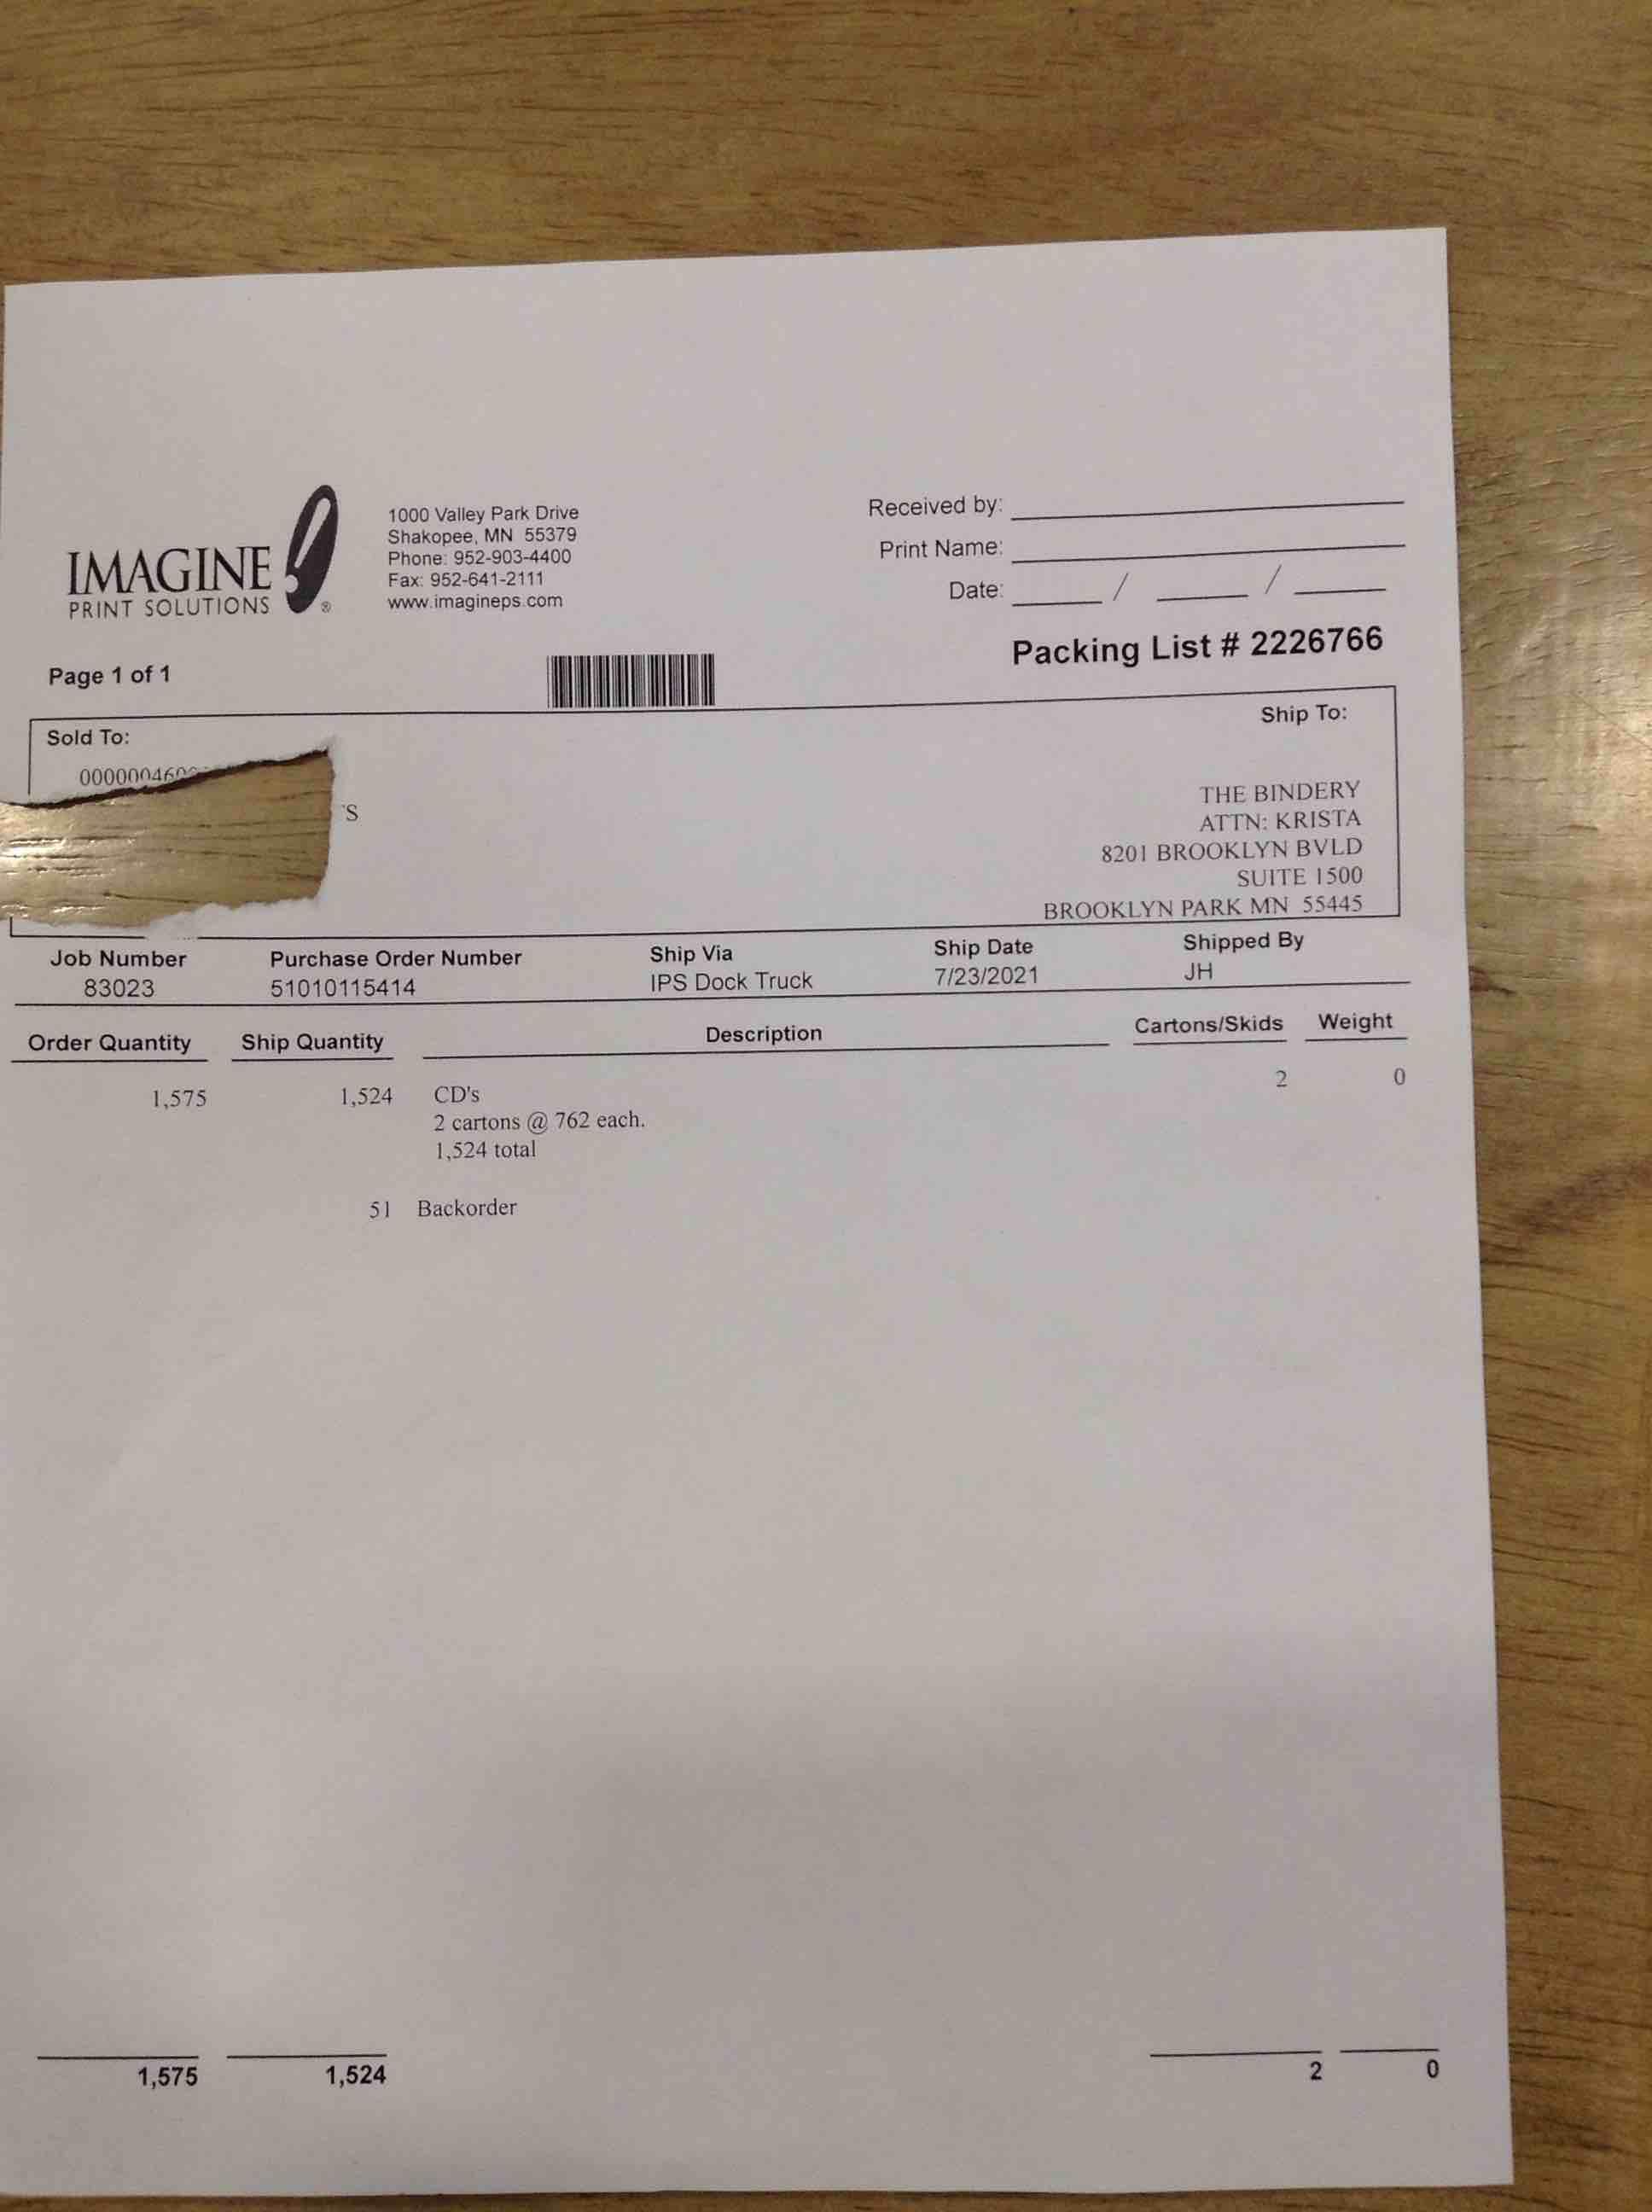 IMAGINE
PRINT SOLUTIONS ®
1000 Valley Park Drive
Shakopee, MN 55379
Phone: 952-903-4400
Fax: 952-641-2111
www.imagineps.com
Received by:
Print Name:
Date: / /
Packing List # 2226766
Page 1 of 1
Sold To:
Ship To:
'S
THE BINDERY
ATTN: KRISTA
8201 BROOKLYN BVLD
SUITE 1500
BROOKLYN PARK MN 55445
Job Number Purchase Order Number Ship Via Ship Date Shipped By
83023 51010115414 IPS Dock Truck 7/23/2021 JH
Order Quantity Ship Quantity Description Cartons/Skids Weight
1,575 1,524 CD's 2 0
2 cartons @ 762 each.
1,524 total
51 Backorder
1,575 1,524 2 0